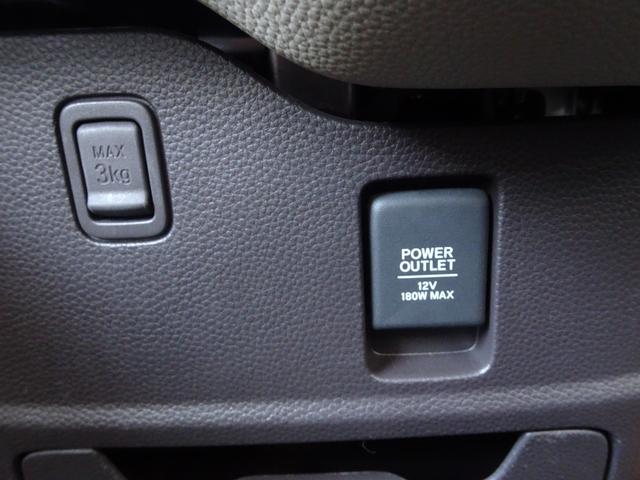 MAX
3kg
POWER
OUTLET
12V
180W MAX